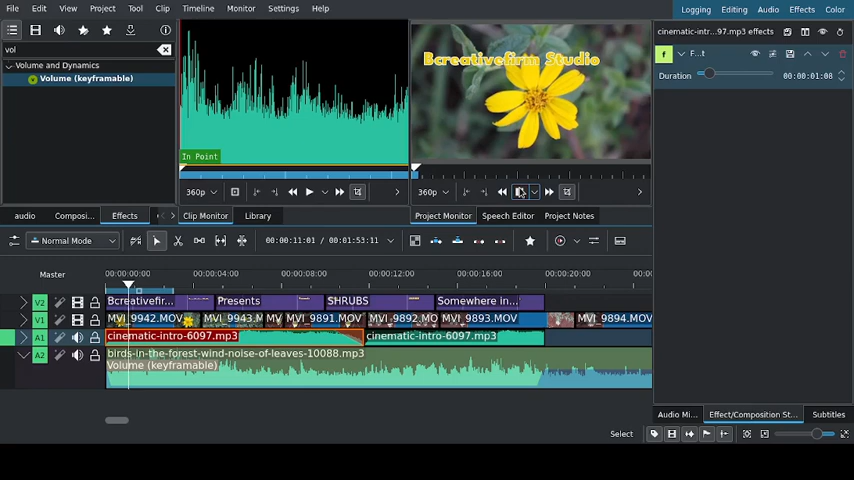 File Edit View Project Tool Clip Timeline Monitor Settings Help
Logging Editing Audio Effects Color
vol
Volume and Dynamics
Volume (keyframable)
In Point
Bcreativefirm Studio
cinematic-intro...97.mp3 effects
F...t
Duration 00:00:01:08
360p
360p
audio Composi... Effects Clip Monitor Library Project Monitor Speech Editor Project Notes
Normal Mode 00:00:11:01 / 00:01:53:11
Master 00:00:00:00 00:00:04:00 00:00:08:00 00:00:12:00 00:00:16:00 00:00:20:00 00:0
V2 Bcreativefir... Presents SHRUBS Somewhere in...
V1 MVI_9942.MOV _9943.M MVI_9891.MOV MVI_9892.MO MVI_9893.MOV MVI_9894.MOV
A1 cinematic-intro-6097.mp3 cinematic-intro-6097.mp3
A2 birds-in-the-forest-wind-noise-of-leaves-10088.mp3
Volume (keyframable)
Audio Mi... Effect/Composition St... Subtitles
Select